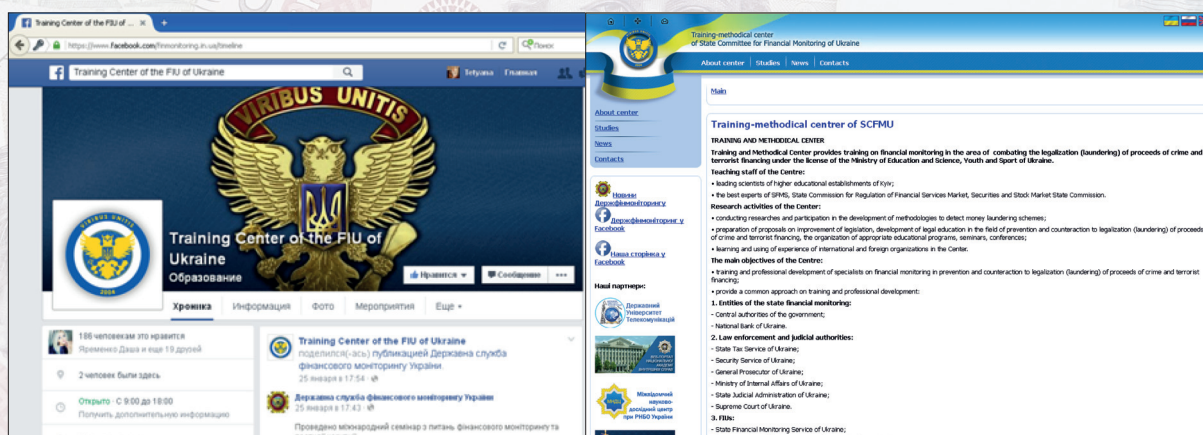 Training Center of the FIU of ... ×
+
https://www.facebook.com/finmonitoring.in.ua/timeline
Поиск
Training Center of the FIU of Ukraine
Tetyana
Главная
VIRIBUS UNITIS
VIRIBUS UNITIS
2004
Training Center of the FIU of
Ukraine
Образование
Нравится
Сообщение
•••
Хроника
Информация
Фото
Мероприятия
Еще
186 человекам это нравится
Яременко Даша и еще 19 друзей
2 человек были здесь
Открыто · С 9:00 до 18:00
Получить дополнительную информацию
Training Center of the FIU of Ukraine
поделился(-ась) публикацией Державна служба
фінансового моніторингу України.
25 января в 17:54 ·
Державна служба фінансового моніторингу України
25 января в 17:43 ·
Проведено міжнародний семінар з питань фінансового моніторингу та
Training-methodical center
of State Committee for Financial Monitoring of Ukraine
About center | Studies | News | Contacts
About center
Studies
News
Contacts
Новини
Держфінмоніторингу
Держфінмоніторинг у
Facebook
Наша сторінка у
Facebook
Наші партнери:
Державний
Університет
Телекомунікацій
Міжвідомчий
науково-
дослідний центр
при РНБО України
Main
Training-methodical centrer of SCFMU
TRAINING AND METHODICAL CENTER
Training and Methodical Center provides training on financial monitoring in the area of combating the legalization (laundering) of proceeds of crime and
terrorist financing under the license of the Ministry of Education and Science, Youth and Sport of Ukraine.
Teaching staff of the Centre:
• leading scientists of higher educational establishments of Kyiv;
• the best experts of SFMS, State Commission for Regulation of Financial Services Market, Securities and Stock Market State Commission.
Research activities of the Center:
• conducting researches and participation in the development of methodologies to detect money laundering schemes;
• preparation of proposals on improvement of legislation, development of legal education in the field of prevention and counteraction to legalization (laundering) of proceeds
of crime and terrorist financing, the organization of appropriate educational programs, seminars, conferences;
• learning and using of experience of international and foreign organizations in the Center.
The main objectives of the Centre:
• training and professional development of specialists on financial monitoring in prevention and counteraction to legalization (laundering) of proceeds of crime and terrorist
financing;
• provide a common approach on training and professional development:
1. Entities of the state financial monitoring:
- Central authorities of the government;
- National Bank of Ukraine.
2. Law enforcement and judicial authorities:
- State Tax Service of Ukraine;
- Security Service of Ukraine;
- General Prosecutor of Ukraine;
- Ministry of Internal Affairs of Ukraine;
- State Judicial Administration of Ukraine;
- Supreme Court of Ukraine.
3. FIUs:
- State Financial Monitoring Service of Ukraine;